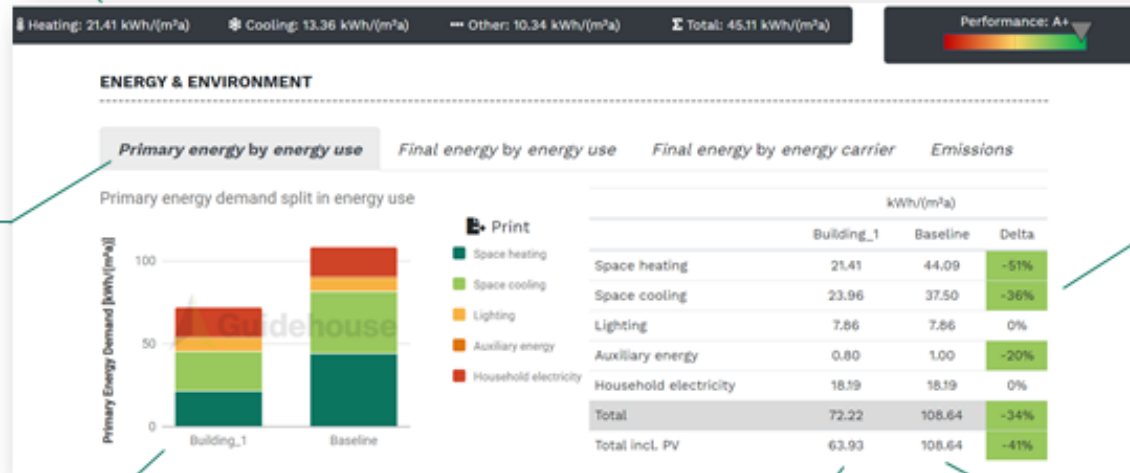 Heating: 21.41 kWh/(m²a) Cooling: 13.36 kWh/(m²a) Other: 10.34 kWh/(m²a) Σ Total: 45.11 kWh/(m²a) Performance: A+
ENERGY & ENVIRONMENT
Primary energy by energy use Final energy by energy use Final energy by energy carrier Emissions
Primary energy demand split in energy use
Primary Energy Demand [kWh/(m²a)]
100
50
0
Building_1 Baseline
Guidehouse
Print
Space heating
Space cooling
Lighting
Auxiliary energy
Household electricity
kWh/(m²a)
Building_1 Baseline Delta
Space heating 21.41 44.09 -51%
Space cooling 23.96 37.50 -36%
Lighting 7.86 7.86 0%
Auxiliary energy 0.80 1.00 -20%
Household electricity 18.19 18.19 0%
Total 72.22 108.64 -34%
Total incl. PV 63.93 108.64 -41%